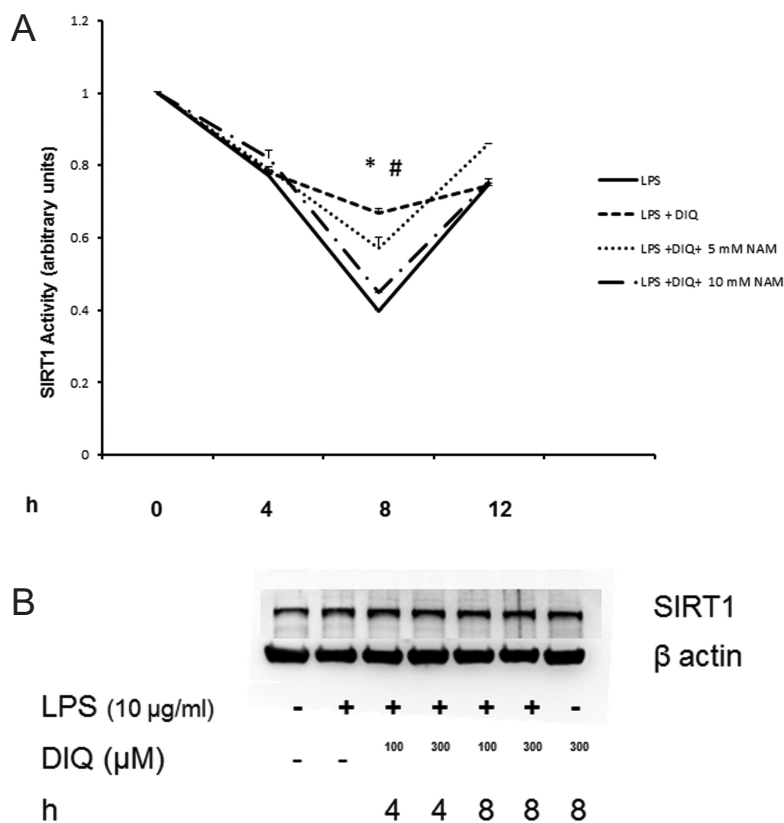 A
1.2
1
0.8
0.6
0.4
0.2
0
SIRT1 Activity (arbitrary units)
* #
LPS
LPS + DIQ
LPS +DIQ+ 5 mM NAM
LPS +DIQ+ 10 mM NAM
h 0 4 8 12
B
SIRT1
β actin
LPS (10 µg/ml) - + + + + + -
DIQ (µM) - - 100 300 100 300 300
h 4 4 8 8 8